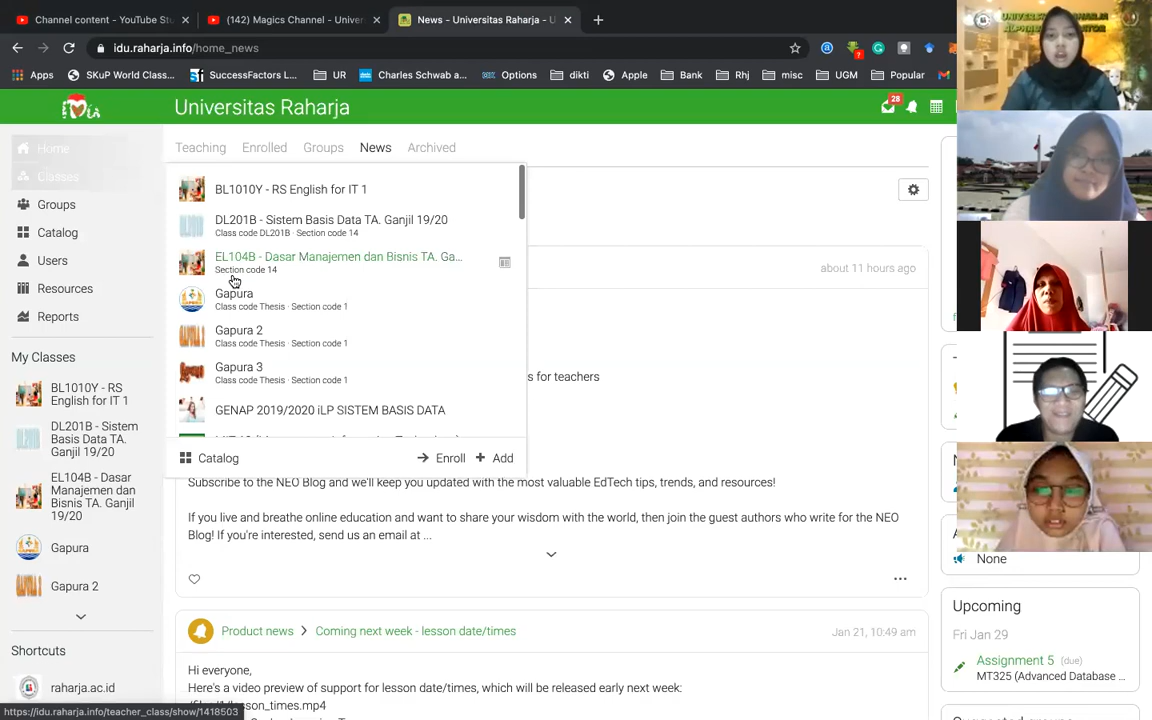 Channel content - YouTube Stu
(142) Magics Channel - Univer
News - Universitas Raharja - U
idu.raharja.info/home_news
Apps
SKuP World Class...
SuccessFactors L...
UR
Charles Schwab a...
Options
dikti
Apple
Bank
Rhj
misc
UGM
Popular
Universitas Raharja
28
Home
Classes
Groups
Catalog
Users
Resources
Reports
My Classes
BL1010Y - RS
English for IT 1
DL201B - Sistem
Basis Data TA.
Ganjil 19/20
EL104B - Dasar
Manajemen dan
Bisnis TA. Ganjil
19/20
Gapura
Gapura 2
Shortcuts
raharja.ac.id
Teaching
Enrolled
Groups
News
Archived
BL1010Y - RS English for IT 1
DL201B - Sistem Basis Data TA. Ganjil 19/20
Class code DL201B · Section code 14
EL104B - Dasar Manajemen dan Bisnis TA. Ga...
Section code 14
Gapura
Class code Thesis · Section code 1
Gapura 2
Class code Thesis · Section code 1
Gapura 3
Class code Thesis · Section code 1
GENAP 2019/2020 iLP SISTEM BASIS DATA
Catalog
Enroll
Add
about 11 hours ago
s for teachers
Subscribe to the NEO Blog and we'll keep you updated with the most valuable EdTech tips, trends, and resources!
If you live and breathe online education and want to share your wisdom with the world, then join the guest authors who write for the NEO
Blog! If you're interested, send us an email at ...
Product news > Coming next week - lesson date/times
Jan 21, 10:49 am
Hi everyone,
Here's a video preview of support for lesson date/times, which will be released early next week:
None
Upcoming
Fri Jan 29
Assignment 5 (due)
MT325 (Advanced Database ...
https://idu.raharja.info/teacher_class/show/1418503